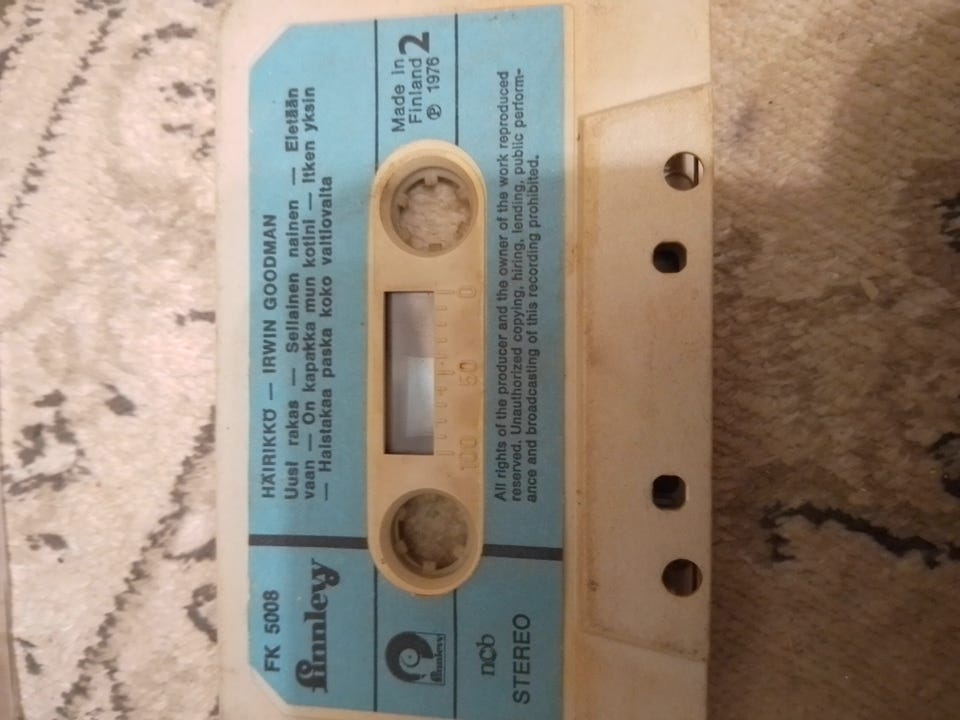 FK 5008
finnlevy
HÄIRIKKÖ — IRWIN GOODMAN
Uusi rakas — Sellainen nainen — Eletään
vaan — On kapakka mun kotini — Itken yksin
— Haistakaa paska koko valtiovalta
Made in
Finland 2
℗ 1976
finnlevy
100 50 0
ncb
STEREO
All rights of the producer and the owner of the work reproduced
reserved. Unauthorized copying, hiring, lending, public perform-
ance and broadcasting of this recording prohibited.